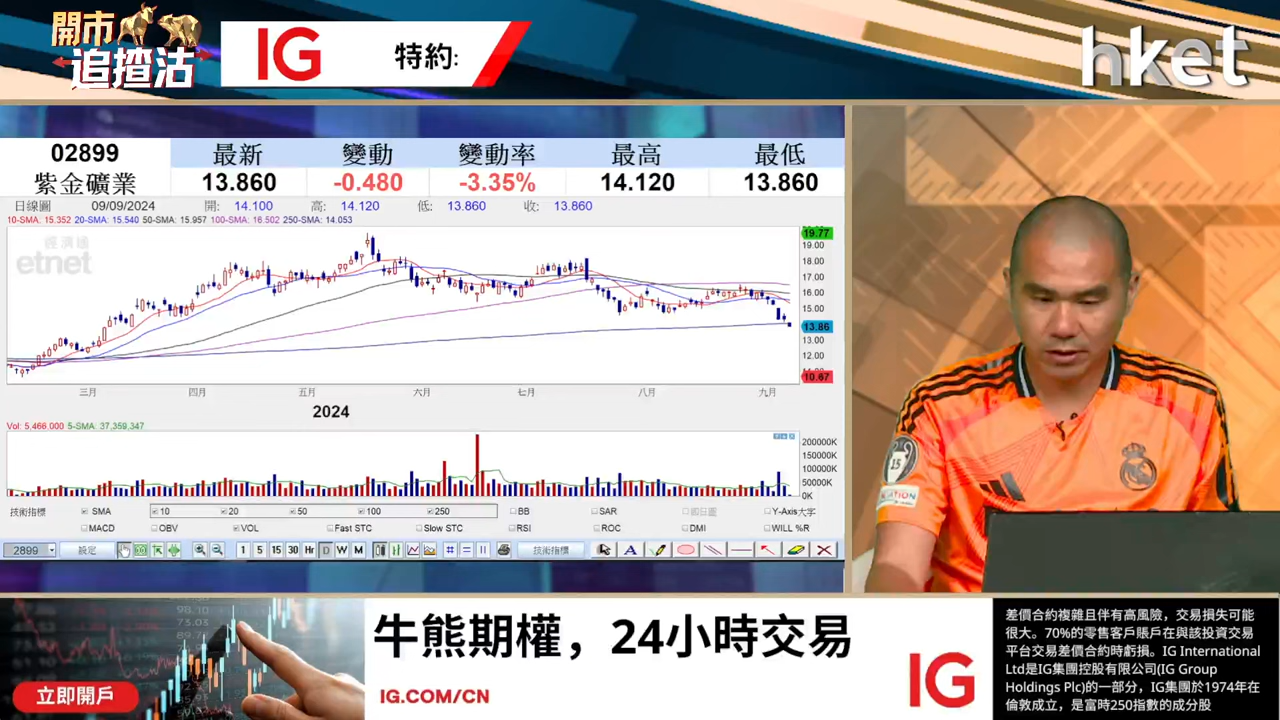 開市
追揸沽
IG
特約:
hket
02899
紫金礦業
最新
變動
變動率
最高
最低
13.860
-0.480
-3.35%
14.120
13.860
日線圖 09/09/2024 開: 14.100 高: 14.120 低: 13.860 收: 13.860
10-SMA: 15.352 20-SMA: 15.540 50-SMA: 15.957 100-SMA: 16.502 250-SMA: 14.053
經濟通
etnet
19.77
19.00
18.00
17.00
16.00
15.00
13.86
13.00
12.00
10.67
三月 四月 五月 六月 七月 八月 九月
2024
Vol: 5,466,000 5-SMA: 37,359,347
200000K
150000K
100000K
50000K
0K
技術指標 SMA 10 20 50 100 250 BB SAR Y-Axis大字
MACD OBV VOL Fast STC Slow STC RSI ROC DMI WILL %R
2899 設定 1 5 15 30 Hr D W M 技術指標 A
立即開戶
牛熊期權，24小時交易
IG.COM/CN
IG
差價合約複雜且伴有高風險，交易損失可能
很大。70%的零售客戶賬戶在與該投資交易
平台交易差價合約時虧損。IG International
Ltd是IG集團控股有限公司(IG Group
Holdings Plc)的一部分，IG集團於1974年在
倫敦成立，是富時250指數的成分股
15